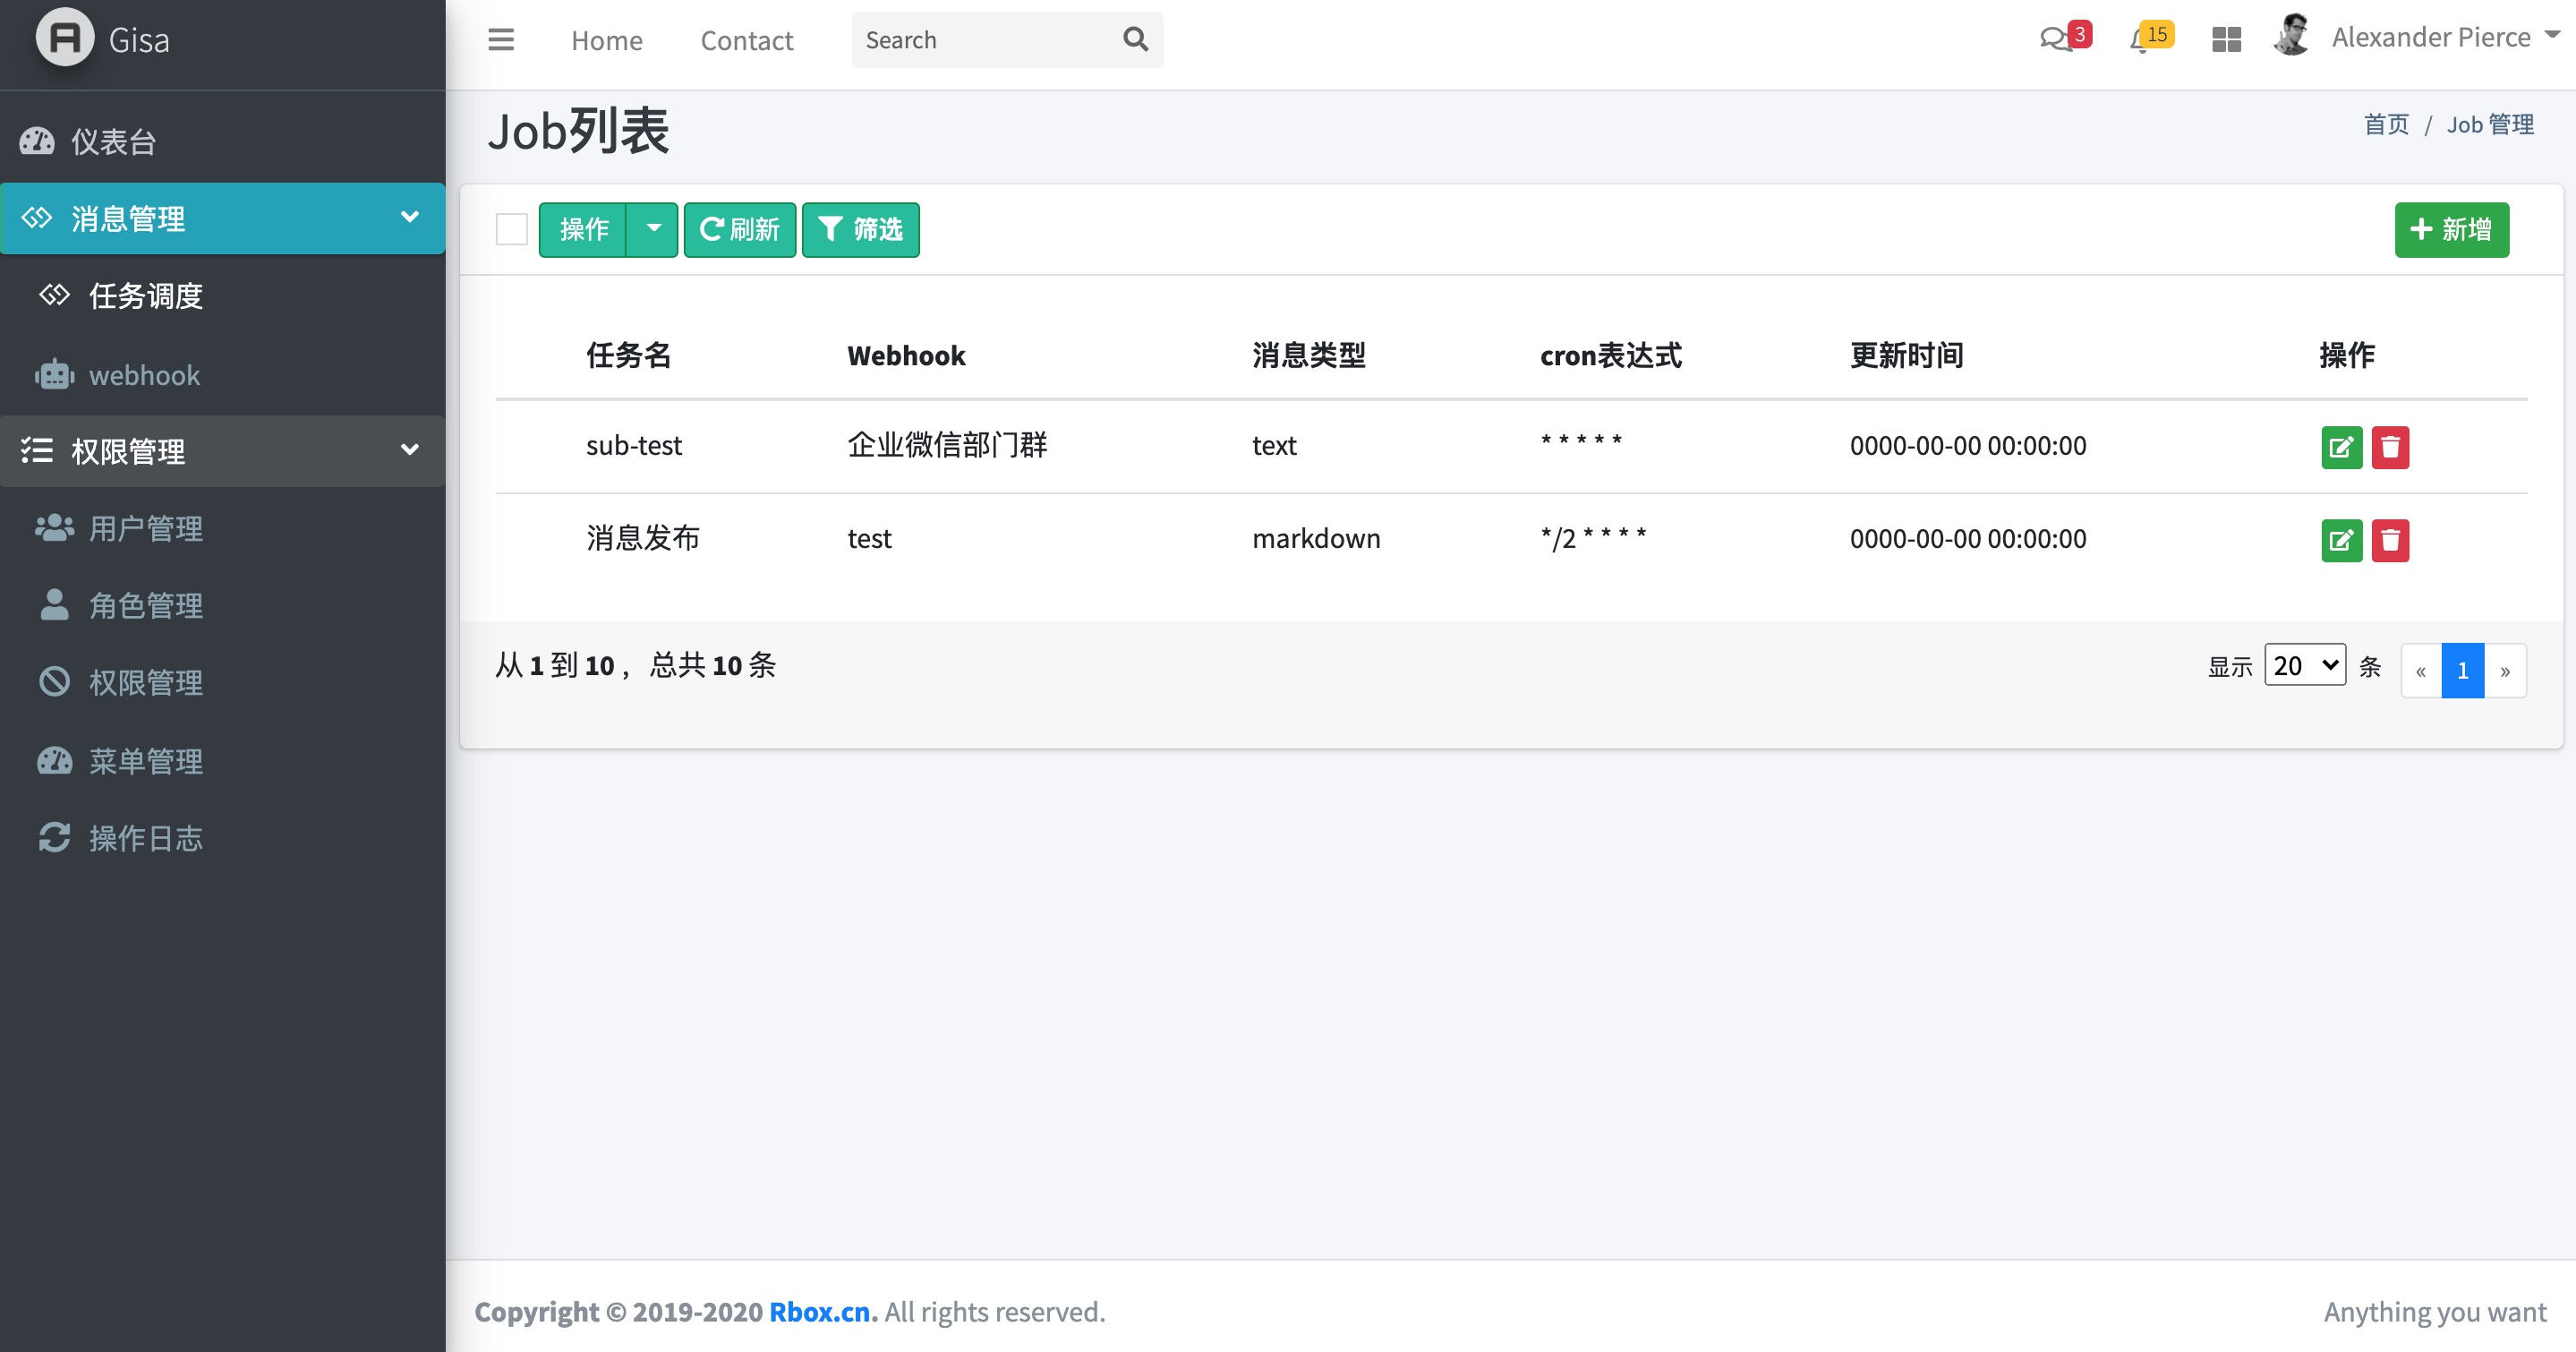 Gisa
Home
Contact
Search
3
15
Alexander Pierce
仪表台
消息管理
任务调度
webhook
权限管理
用户管理
角色管理
权限管理
菜单管理
操作日志
Job列表
首页 / Job 管理
操作
刷新
筛选
新增
任务名 Webhook 消息类型 cron表达式 更新时间 操作
sub-test 企业微信部门群 text * * * * * 0000-00-00 00:00:00
消息发布 test markdown */2 * * * * 0000-00-00 00:00:00
从 1 到 10 ，总共 10 条
显示 20 条
« 1 »
Copyright © 2019-2020 Rbox.cn. All rights reserved.
Anything you want